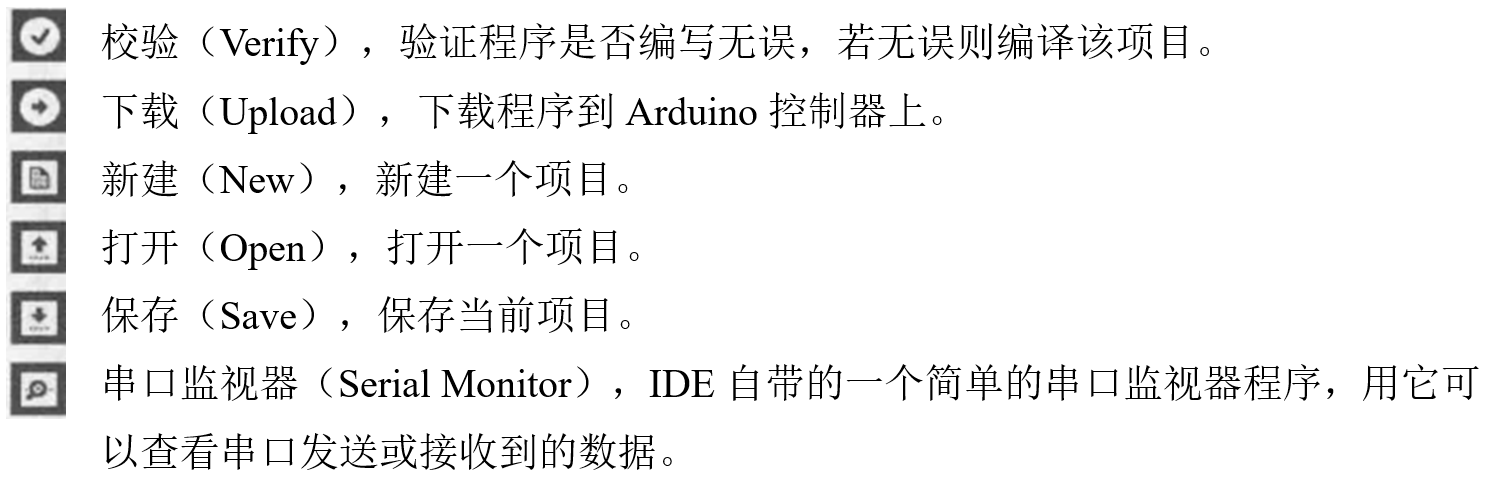 校验（Verify），验证程序是否编写无误，若无误则编译该项目。
下载（Upload），下载程序到 Arduino 控制器上。
新建（New），新建一个项目。
打开（Open），打开一个项目。
保存（Save），保存当前项目。
串口监视器（Serial Monitor），IDE 自带的一个简单的串口监视器程序，用它可
以查看串口发送或接收到的数据。